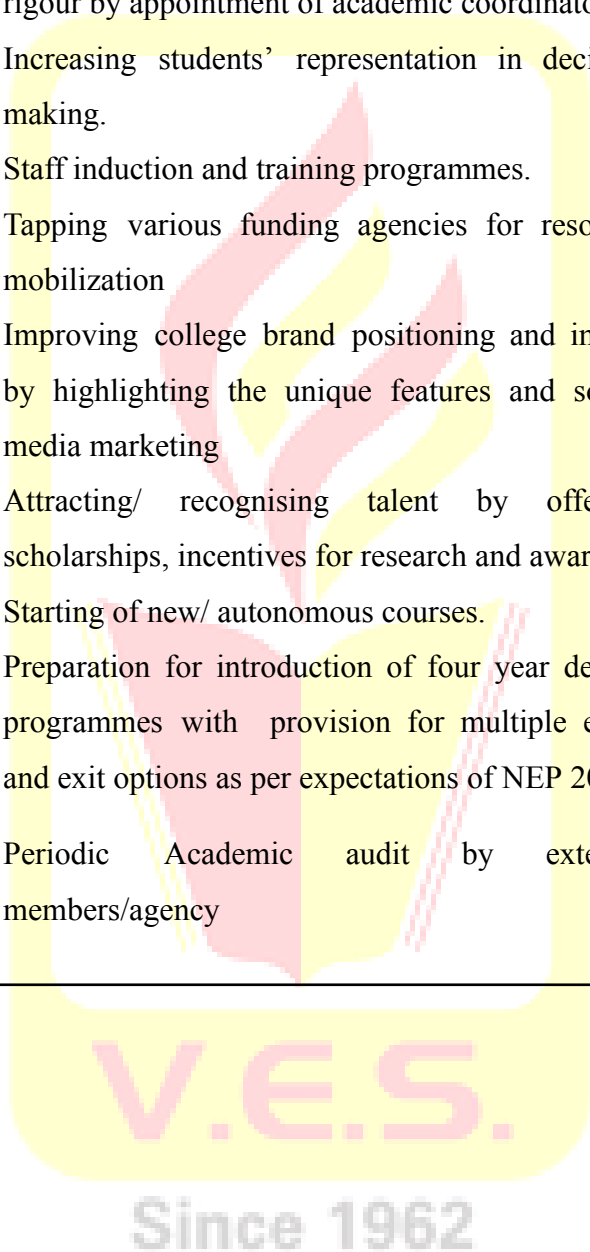 rigour by appointment of academic coordinato
Increasing students’ representation in deci
making.
Staff induction and training programmes.
Tapping various funding agencies for reso
mobilization
Improving college brand positioning and in
by highlighting the unique features and so
media marketing
Attracting/ recognising talent by offe
scholarships, incentives for research and awar
Starting of new/ autonomous courses.
Preparation for introduction of four year de
programmes with provision for multiple e
and exit options as per expectations of NEP 20
Periodic Academic audit by exte
members/agency
V.E.S.
Since 1962